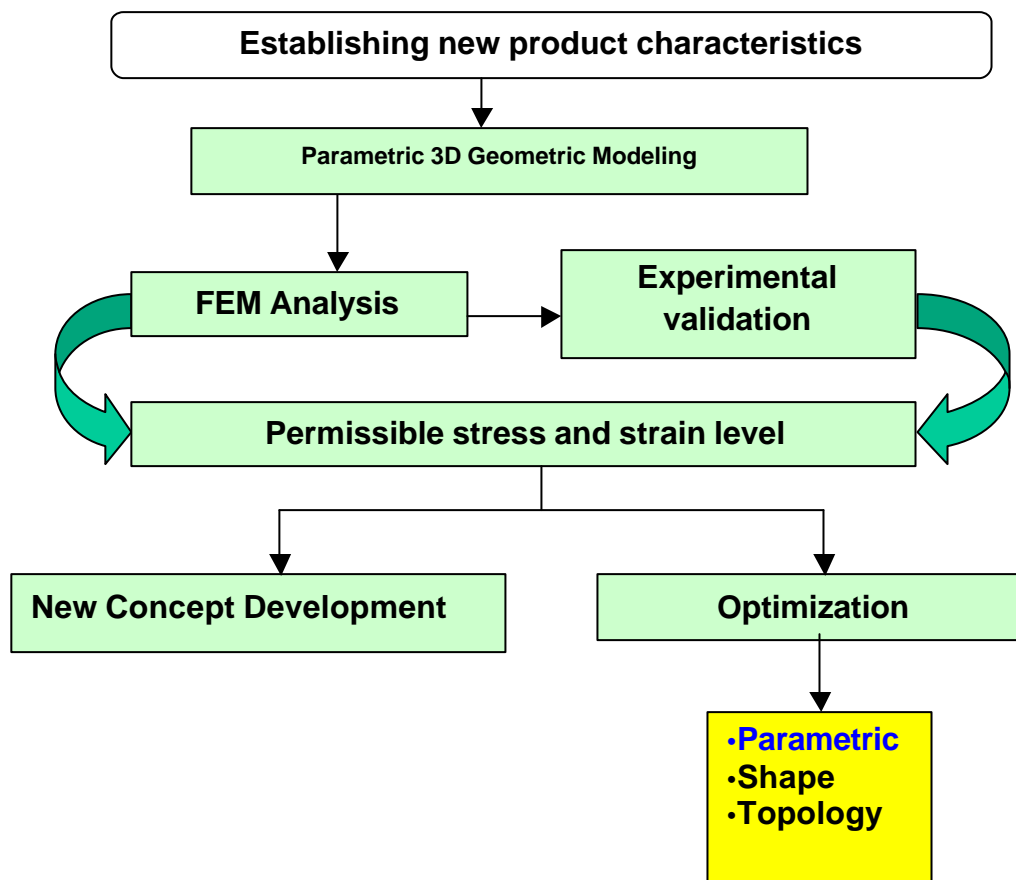 Establishing new product characteristics
Parametric 3D Geometric Modeling
FEM Analysis
Experimental
validation
Permissible stress and strain level
New Concept Development
Optimization
•Parametric
•Shape
•Topology